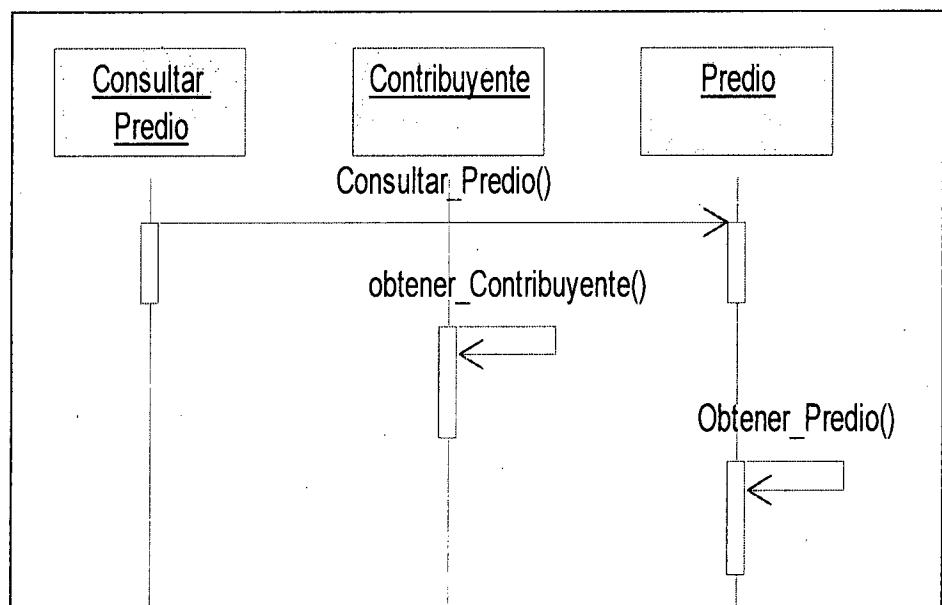 Consultar
Predio
Contribuyente
Predio
Consultar_Predio()
obtener_Contribuyente()
Obtener_Predio()